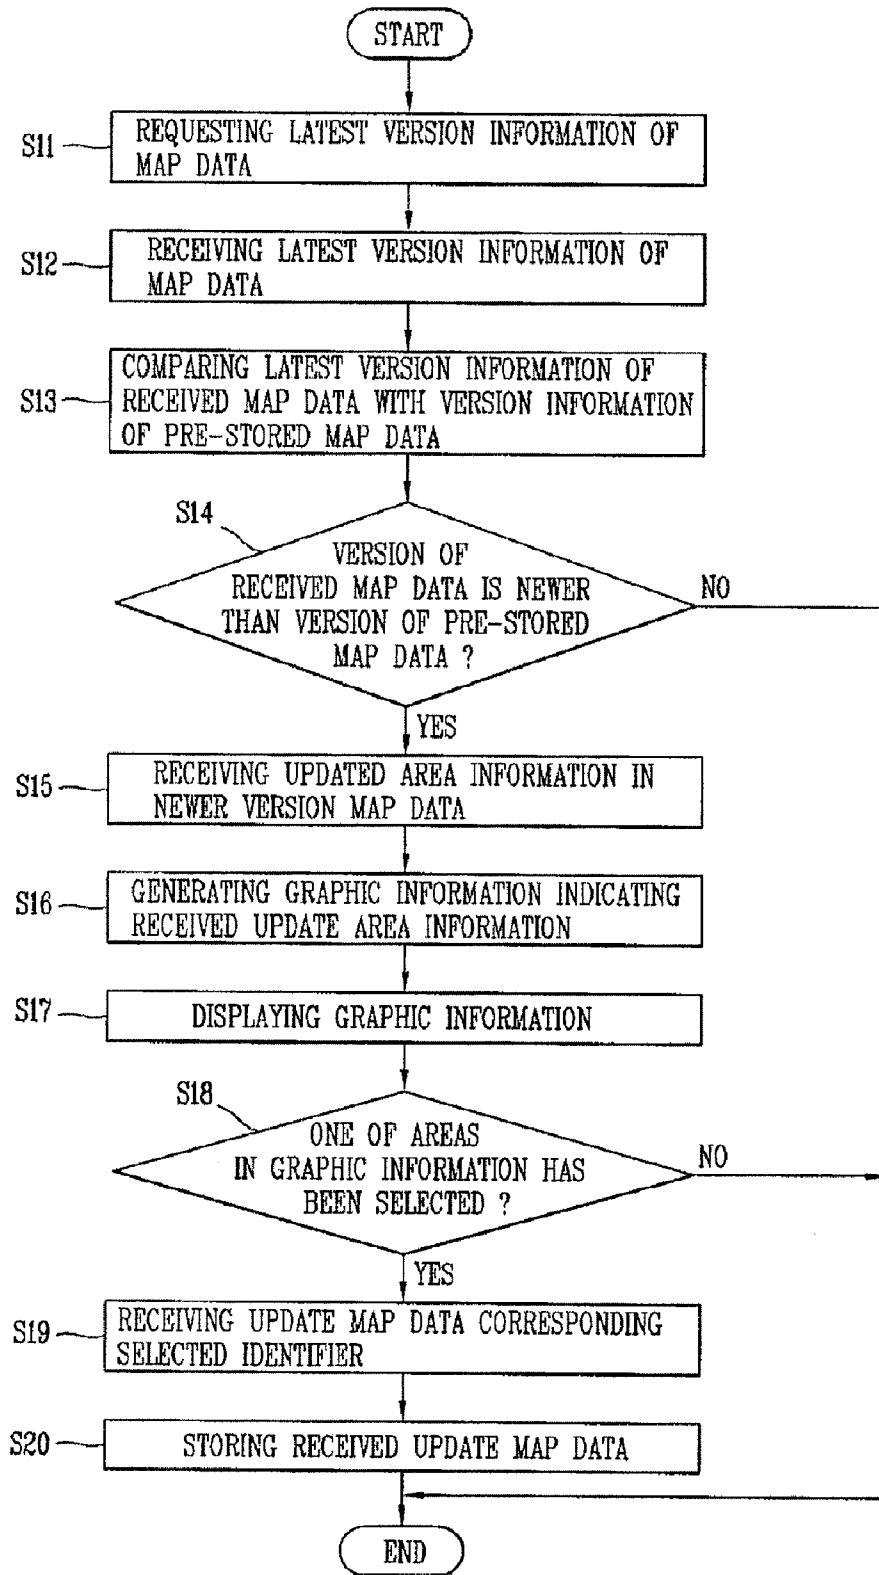 START
S11
REQUESTING LATEST VERSION INFORMATION OF
MAP DATA
S12
RECEIVING LATEST VERSION INFORMATION OF
MAP DATA
S13
COMPARING LATEST VERSION INFORMATION OF
RECEIVED MAP DATA WITH VERSION INFORMATION
OF PRE-STORED MAP DATA
S14
VERSION OF
RECEIVED MAP DATA IS NEWER
THAN VERSION OF PRE-STORED
MAP DATA ?
NO
YES
S15
RECEIVING UPDATED AREA INFORMATION IN
NEWER VERSION MAP DATA
S16
GENERATING GRAPHIC INFORMATION INDICATING
RECEIVED UPDATE AREA INFORMATION
S17
DISPLAYING GRAPHIC INFORMATION
S18
ONE OF AREAS
IN GRAPHIC INFORMATION HAS
BEEN SELECTED ?
NO
YES
S19
RECEIVING UPDATE MAP DATA CORRESPONDING
SELECTED IDENTIFIER
S20
STORING RECEIVED UPDATE MAP DATA
END